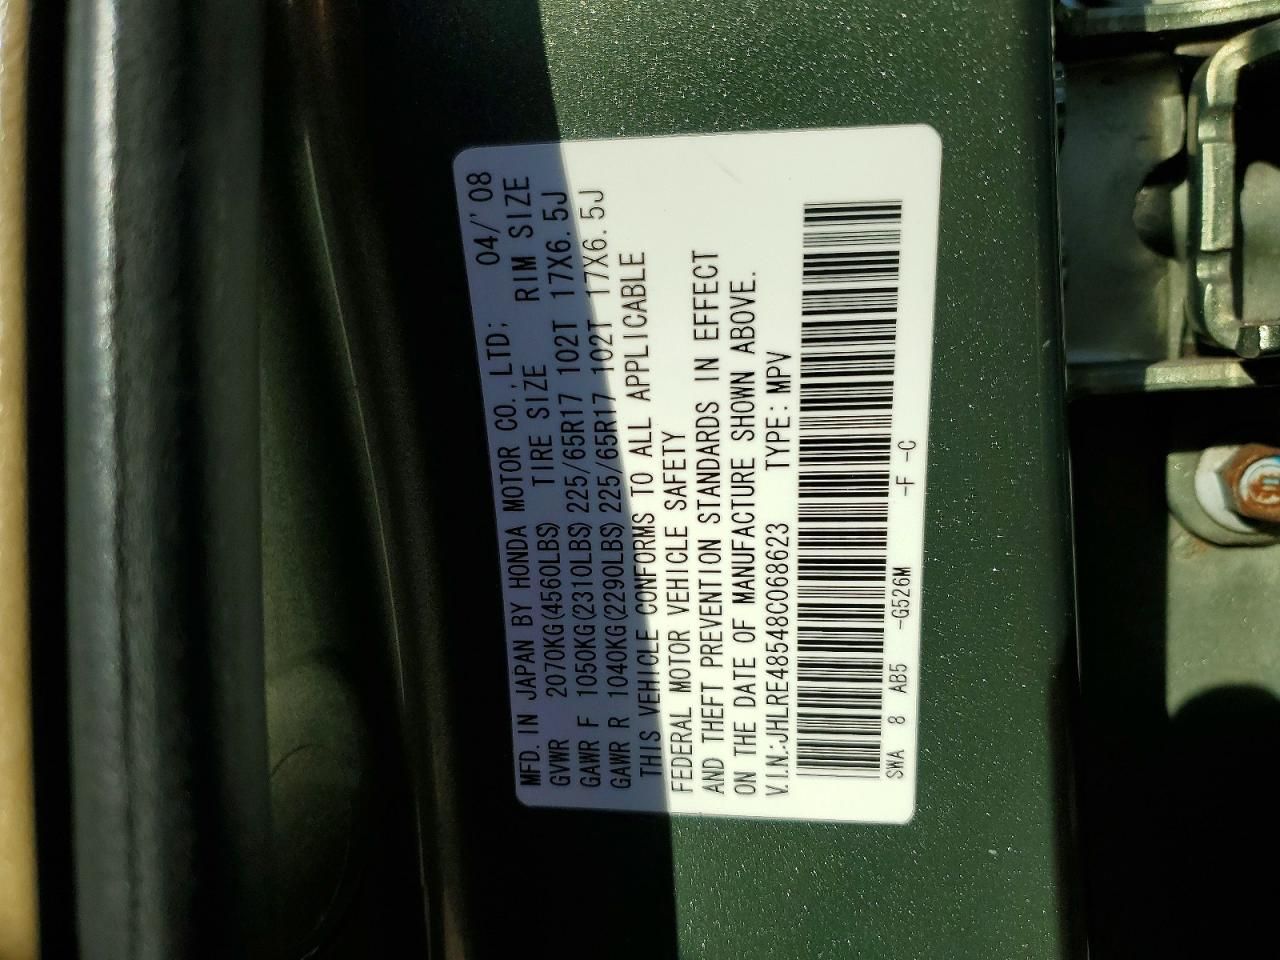 MFD. IN JAPAN BY HONDA MOTOR CO.,LTD; 04/'08
GVWR 2070KG(4560LBS) TIRE SIZE RIM SIZE
GAWR F 1050KG(2310LBS) 225/65R17 102T 17X6.5J
GAWR R 1040KG(2290LBS) 225/65R17 102T 17X6.5J
THIS VEHICLE CONFORMS TO ALL APPLICABLE
FEDERAL MOTOR VEHICLE SAFETY
AND THEFT PREVENTION STANDARDS IN EFFECT
ON THE DATE OF MANUFACTURE SHOWN ABOVE.
V.I.N.:JHLRE48548C068623 TYPE:MPV
SWA 8 AB5 -G526M -F -C